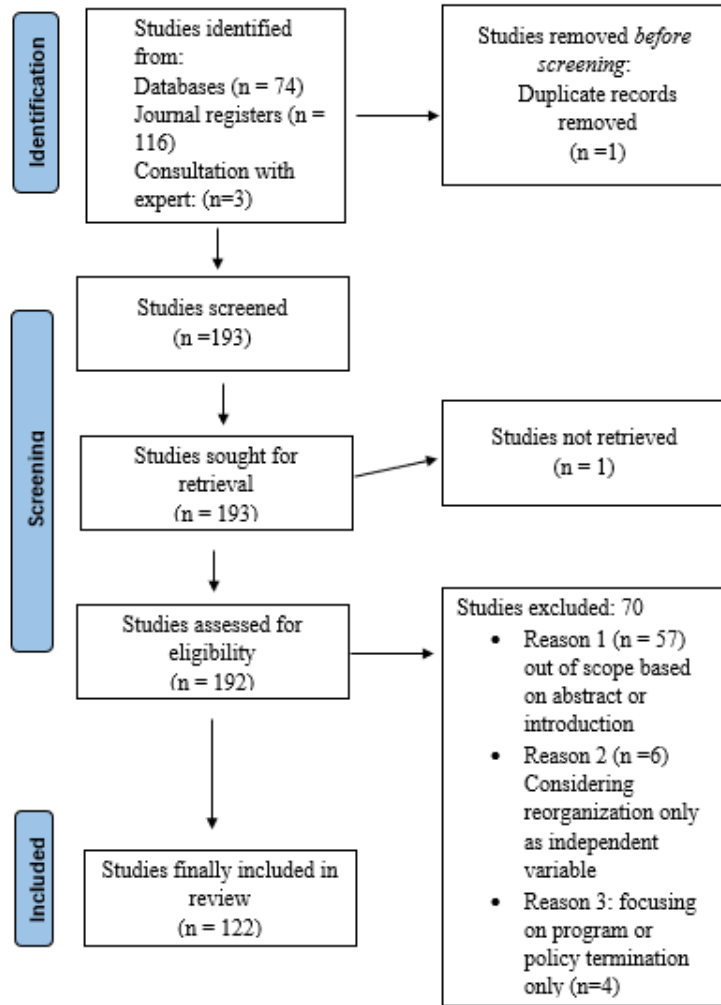 Identification
Studies identified
from:
Databases (n = 74)
Journal registers (n =
116)
Consultation with
expert: (n=3)
Studies removed before
screening:
Duplicate records
removed
(n =1)
Screening
Studies screened
(n =193)
Studies sought for
retrieval
(n = 193)
Studies not retrieved
(n = 1)
Studies assessed for
eligibility
(n = 192)
Studies excluded: 70
• Reason 1 (n = 57)
out of scope based
on abstract or
introduction
• Reason 2 (n =6)
Considering
reorganization only
as independent
variable
• Reason 3: focusing
on program or
policy termination
only (n=4)
Included
Studies finally included in
review
(n = 122)